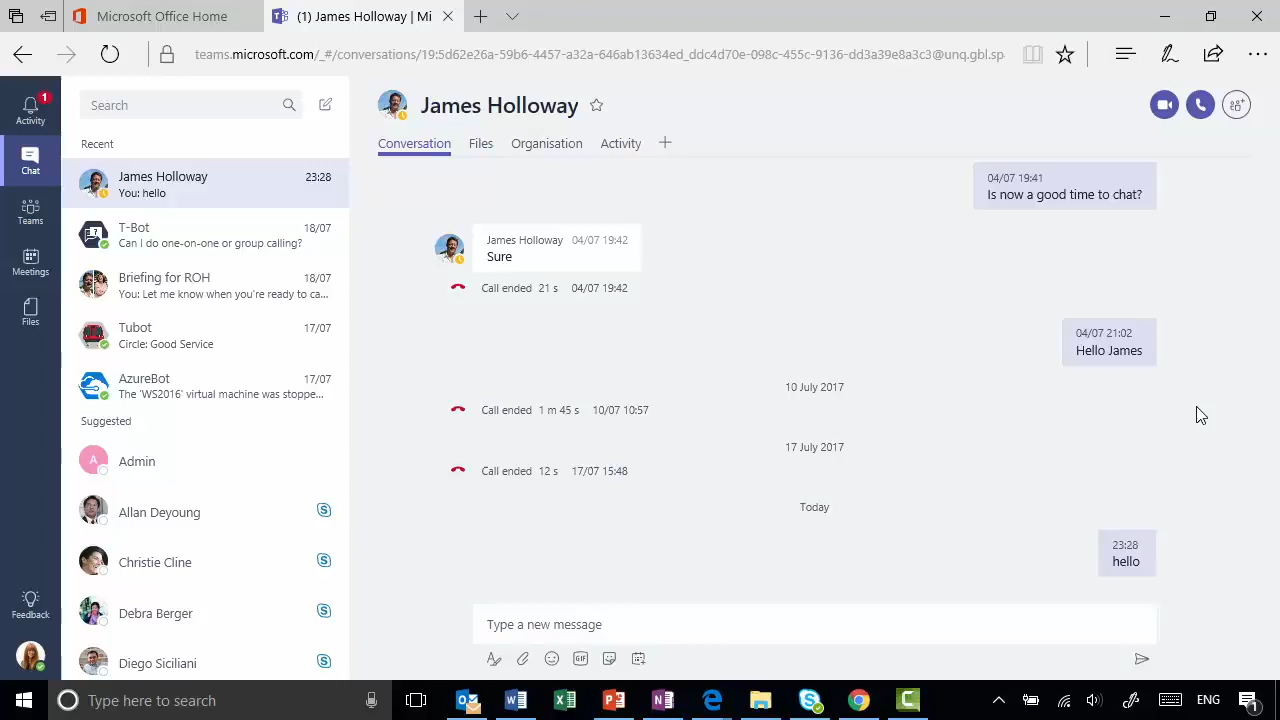 Microsoft Office Home
(1) James Holloway | Mi
teams.microsoft.com/_#/conversations/19:5d62e26a-59b6-4457-a32a-646ab13634ed_ddc4d70e-098c-455c-9136-dd3a39e8a3c3@unq.gbl.sp
1
Activity
Chat
Teams
Meetings
Files
Feedback
Search
Recent
James Holloway 23:28
You: hello
T-Bot 18/07
Can I do one-on-one or group calling?
Briefing for ROH 18/07
You: Let me know when you're ready to ca...
Tubot 17/07
Circle: Good Service
AzureBot 17/07
The 'WS2016' virtual machine was stoppe...
Suggested
A Admin
Allan Deyoung
Christie Cline
Debra Berger
Diego Siciliani
James Holloway
Conversation Files Organisation Activity
04/07 19:41
Is now a good time to chat?
James Holloway 04/07 19:42
Sure
Call ended 21 s 04/07 19:42
04/07 21:02
Hello James
10 July 2017
Call ended 1 m 45 s 10/07 10:57
17 July 2017
Call ended 12 s 17/07 15:48
Today
23:28
hello
Type a new message
GIF
Type here to search
ENG
1